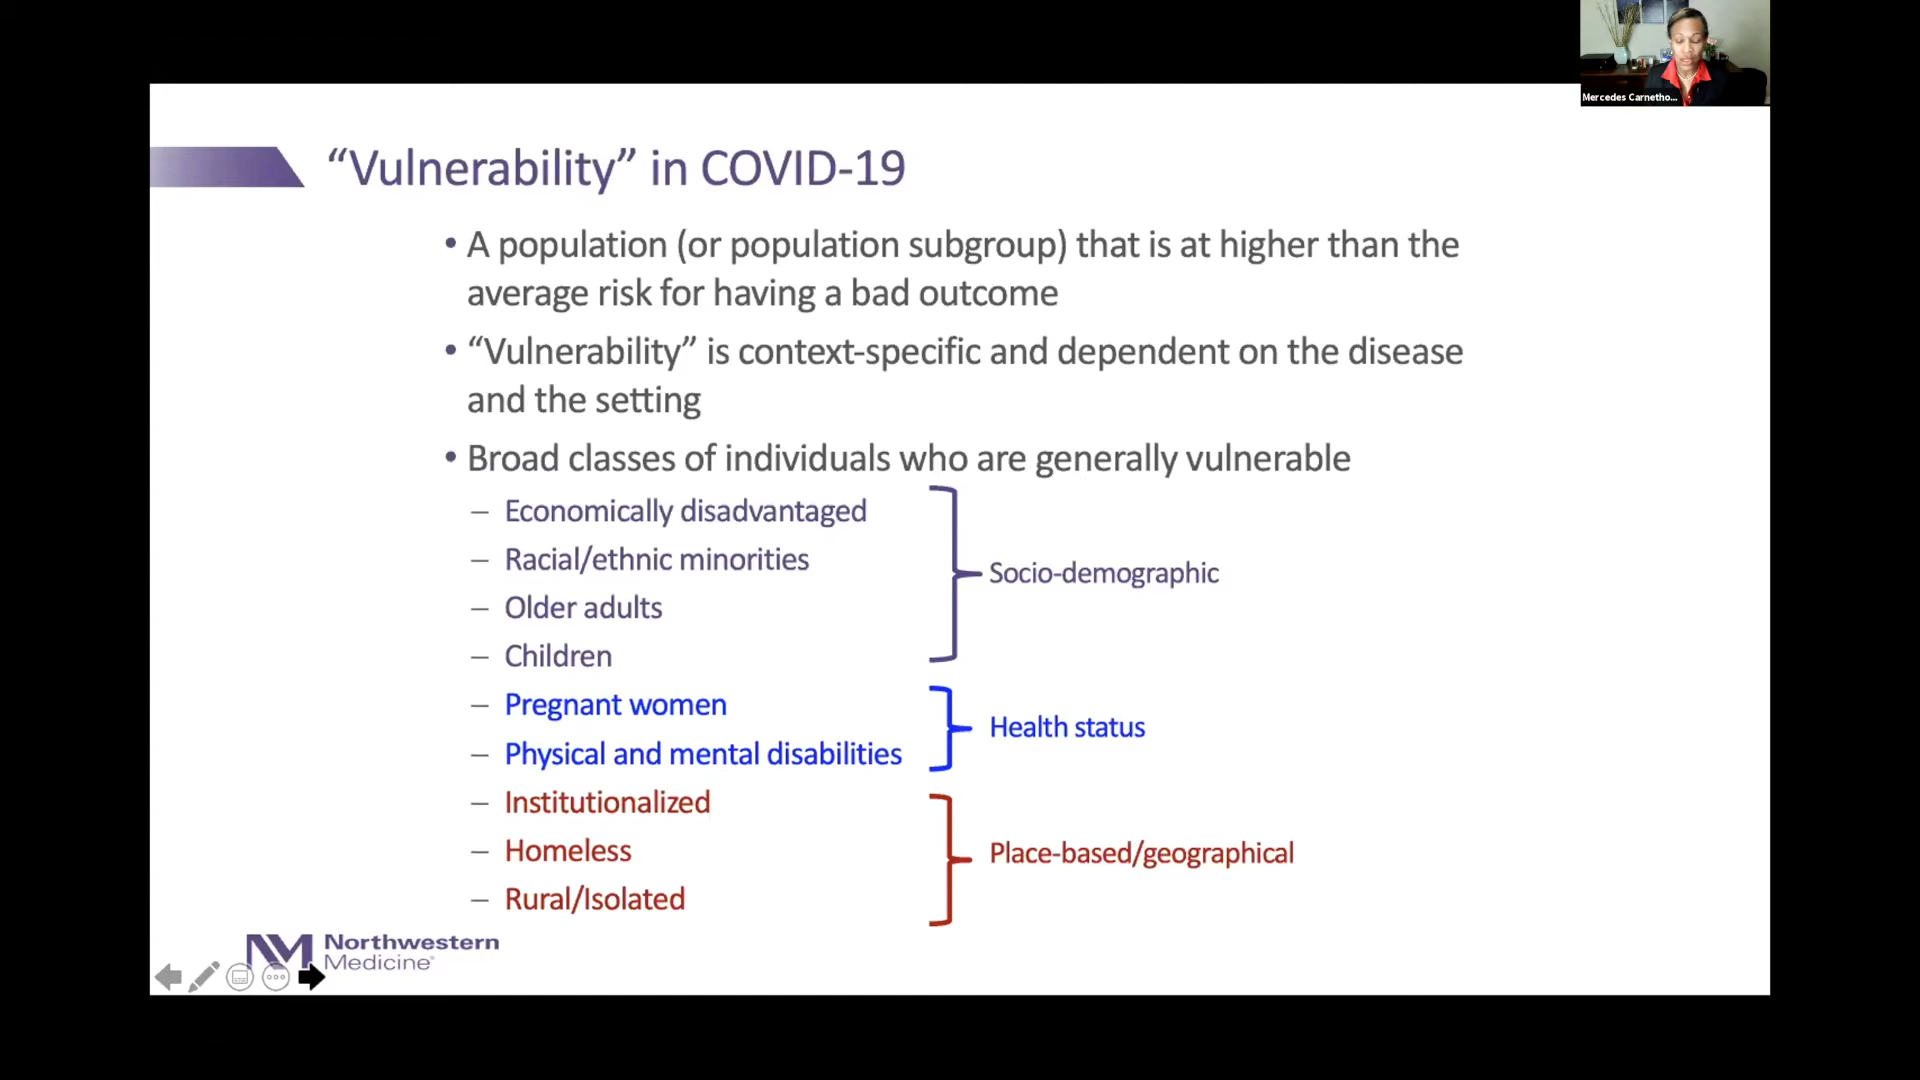 Mercedes Carnetho...
“Vulnerability” in COVID-19
• A population (or population subgroup) that is at higher than the
average risk for having a bad outcome
• “Vulnerability” is context-specific and dependent on the disease
and the setting
• Broad classes of individuals who are generally vulnerable
– Economically disadvantaged
– Racial/ethnic minorities
– Older adults
– Children
Socio-demographic
– Pregnant women
– Physical and mental disabilities
Health status
– Institutionalized
– Homeless
– Rural/Isolated
Place-based/geographical
NM
Northwestern
Medicine®